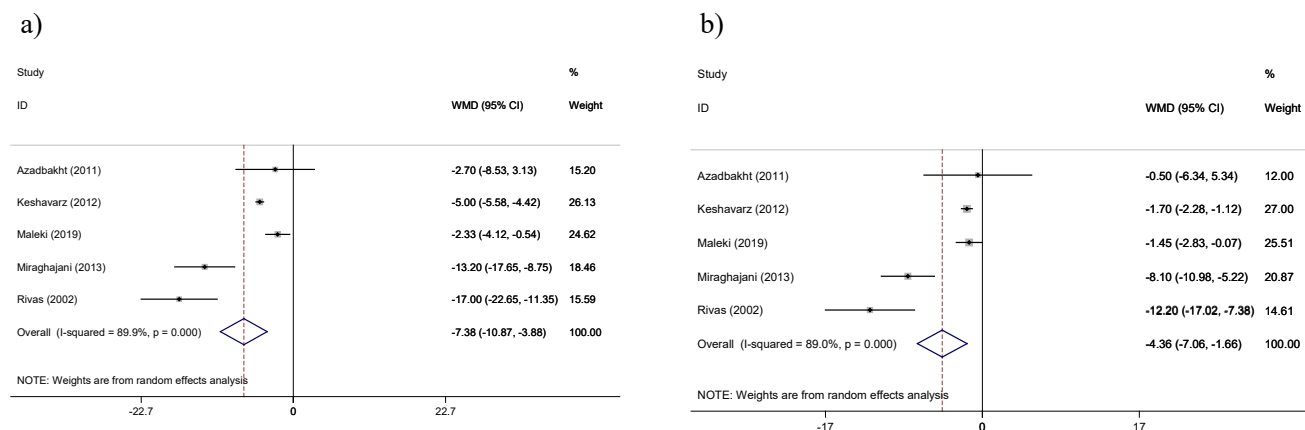 a)
Study %
ID WMD (95% CI) Weight
Azadbakht (2011) -2.70 (-8.53, 3.13) 15.20
Keshavarz (2012) -5.00 (-5.58, -4.42) 26.13
Maleki (2019) -2.33 (-4.12, -0.54) 24.62
Miraghajani (2013) -13.20 (-17.65, -8.75) 18.46
Rivas (2002) -17.00 (-22.65, -11.35) 15.59
Overall (I-squared = 89.9%, p = 0.000) -7.38 (-10.87, -3.88) 100.00
NOTE: Weights are from random effects analysis
-22.7 0 22.7
b)
Study %
ID WMD (95% CI) Weight
Azadbakht (2011) -0.50 (-6.34, 5.34) 12.00
Keshavarz (2012) -1.70 (-2.28, -1.12) 27.00
Maleki (2019) -1.45 (-2.83, -0.07) 25.51
Miraghajani (2013) -8.10 (-10.98, -5.22) 20.87
Rivas (2002) -12.20 (-17.02, -7.38) 14.61
Overall (I-squared = 89.0%, p = 0.000) -4.36 (-7.06, -1.66) 100.00
NOTE: Weights are from random effects analysis
-17 0 17